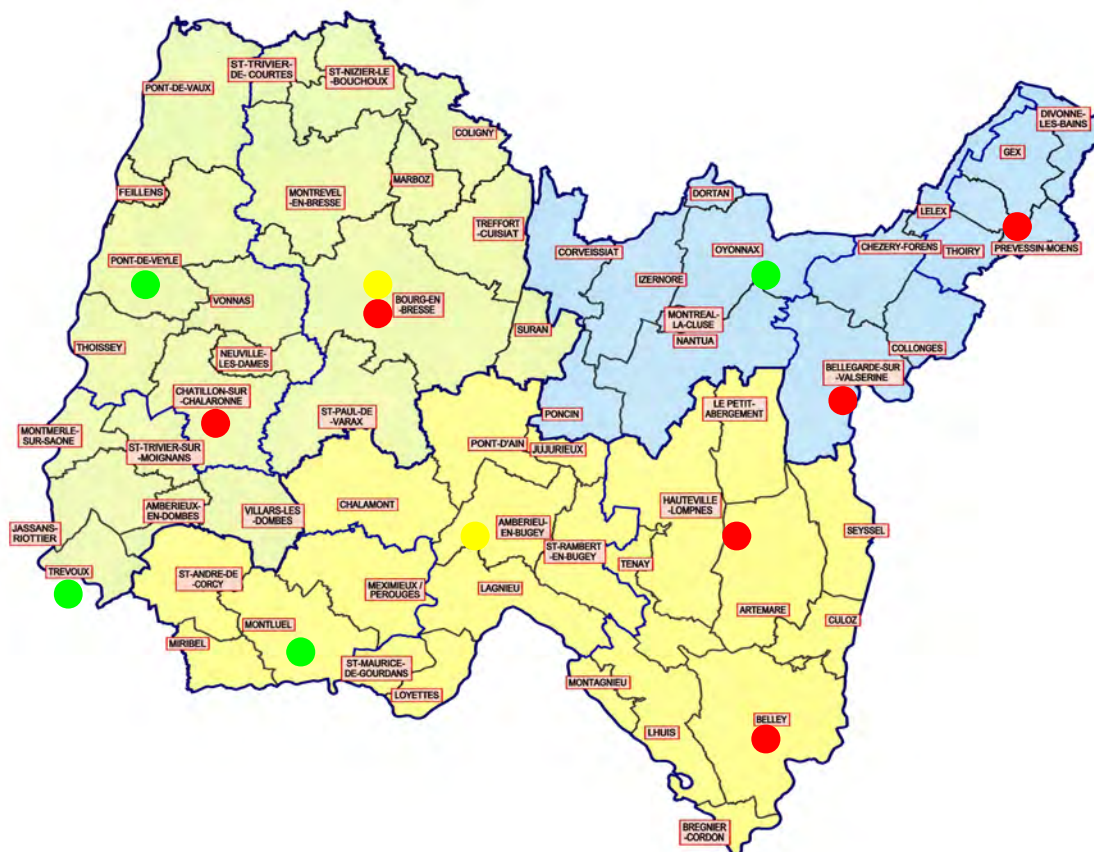 ST-TRIVIER-
DE- COURTES
ST-NIZIER-LE
-BOUCHOUX
PONT-DE-VAUX
COLIGNY
DIVONNE-
LES-BAINS
GEX
MARBOZ
FEILLENS
MONTREVEL
-EN-BRESSE
DORTAN
TREFFORT
-CUISIAT
LELEX
CORVEISSIAT
OYONNAX
CHEZERY-FORENS
THOIRY
PREVESSIN-MOENS
PONT-DE-VEYLE
IZERNORE
VONNAS
BOURG-EN
-BRESSE
SURAN
MONTREAL-
LA-CLUSE
NANTUA
THOISSEY
NEUVILLE-
LES-DAMES
COLLONGES
BELLEGARDE-SUR
-VALSERINE
CHATILLON-SUR
-CHALARONNE
LE PETIT-
ABERGEMENT
ST-PAUL-DE
-VARAX
PONCIN
MONTMERLE-
SUR-SAONE
ST-TRIVIER-SUR
-MOIGNANS
PONT-D'AIN
JUJURIEUX
CHALAMONT
HAUTEVILLE
-LOMPNES
AMBERIEUX-
EN-DOMBES
VILLARS-LES
-DOMBES
AMBERIEU-
EN-BUGEY
SEYSSEL
JASSANS-
RIOTTIER
ST-RAMBERT
-EN-BUGEY
TENAY
TREVOUX
ST-ANDRE-DE
-CORCY
MEXIMIEUX /
PEROUGES
LAGNIEU
ARTEMARE
CULOZ
MONTLUEL
MIRIBEL
ST-MAURICE-
DE-GOURDANS
LOYETTES
MONTAGNIEU
BELLEY
LHUIS
BREGNIER
-CORDON